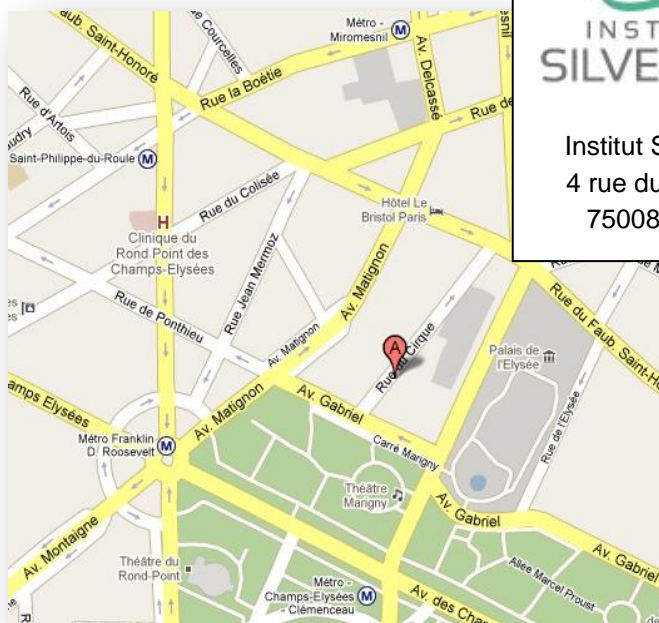 INST
SILVE
Institut S
4 rue du
75008
Métro -
Miromesnil
Rue la Boétie
Av. Delcassé
Faub. Saint-Honoré
de Courcelles
Rue d'Artois
Saint-Philippe-du-Roule
Rue du Colisée
Rue de
Hôtel Le
Bristol Paris
H
Clinique du
Rond Point des
Champs-Elysées
Rue Jean Mermoz
Av. Matignon
Rue de Ponthieu
Av. Matignon
A
Rue du Cirque
Palais de
l'Elysée
Rue du Faub. Saint-H
Rue de l'Elysée
amps Elysées
Av. Matignon
Av. Gabriel
Carré Marigny
Métro Franklin
D. Roosevelt
Théâtre
Marigny
Av. Gabriel
Av. Gabriel
Av. Montaigne
Théâtre du
Rond-Point
Allée Marcel Proust
Métro -
Champs-Elysées
- Clémenceau
Av. des Cha